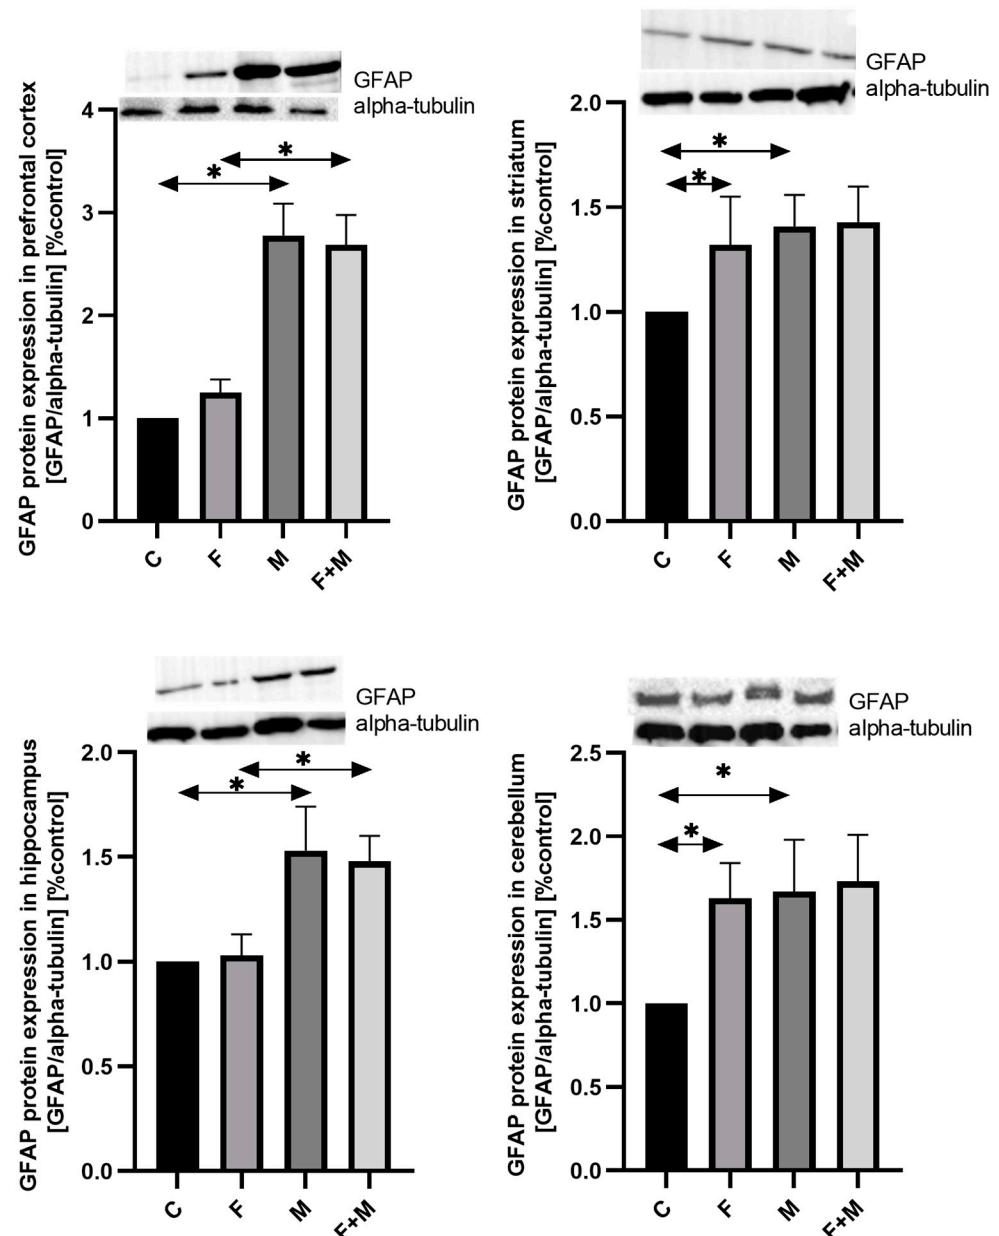 GFAP
alpha-tubulin
GFAP protein expression in prefrontal cortex
[GFAP/alpha-tubulin] [%control]
4
3
2
1
0
*
*
C
F
M
F+M
GFAP
alpha-tubulin
GFAP protein expression in striatum
[GFAP/alpha-tubulin] [%control]
2.0
1.5
1.0
0.5
0.0
*
*
C
F
M
F+M
GFAP
alpha-tubulin
GFAP protein expression in hippocampus
[GFAP/alpha-tubulin] [%control]
2.0
1.5
1.0
0.5
0.0
*
*
C
F
M
F+M
GFAP
alpha-tubulin
GFAP protein expression in cerebellum
[GFAP/alpha-tubulin] [%control]
2.5
2.0
1.5
1.0
0.5
0.0
*
*
C
F
M
F+M